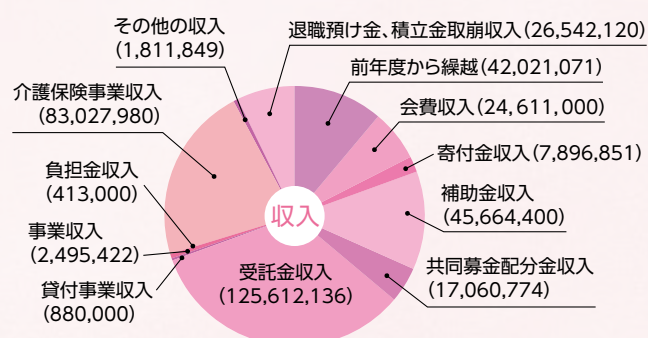 その他の収入
(1,811,849)
退職預け金、積立金取崩収入(26,542,120)
前年度から繰越(42,021,071)
会費収入(24,611,000)
寄付金収入(7,896,851)
補助金収入
(45,664,400)
共同募金配分金収入
(17,060,774)
受託金収入
(125,612,136)
貸付事業収入
(880,000)
事業収入
(2,495,422)
負担金収入
(413,000)
介護保険事業収入
(83,027,980)
収入